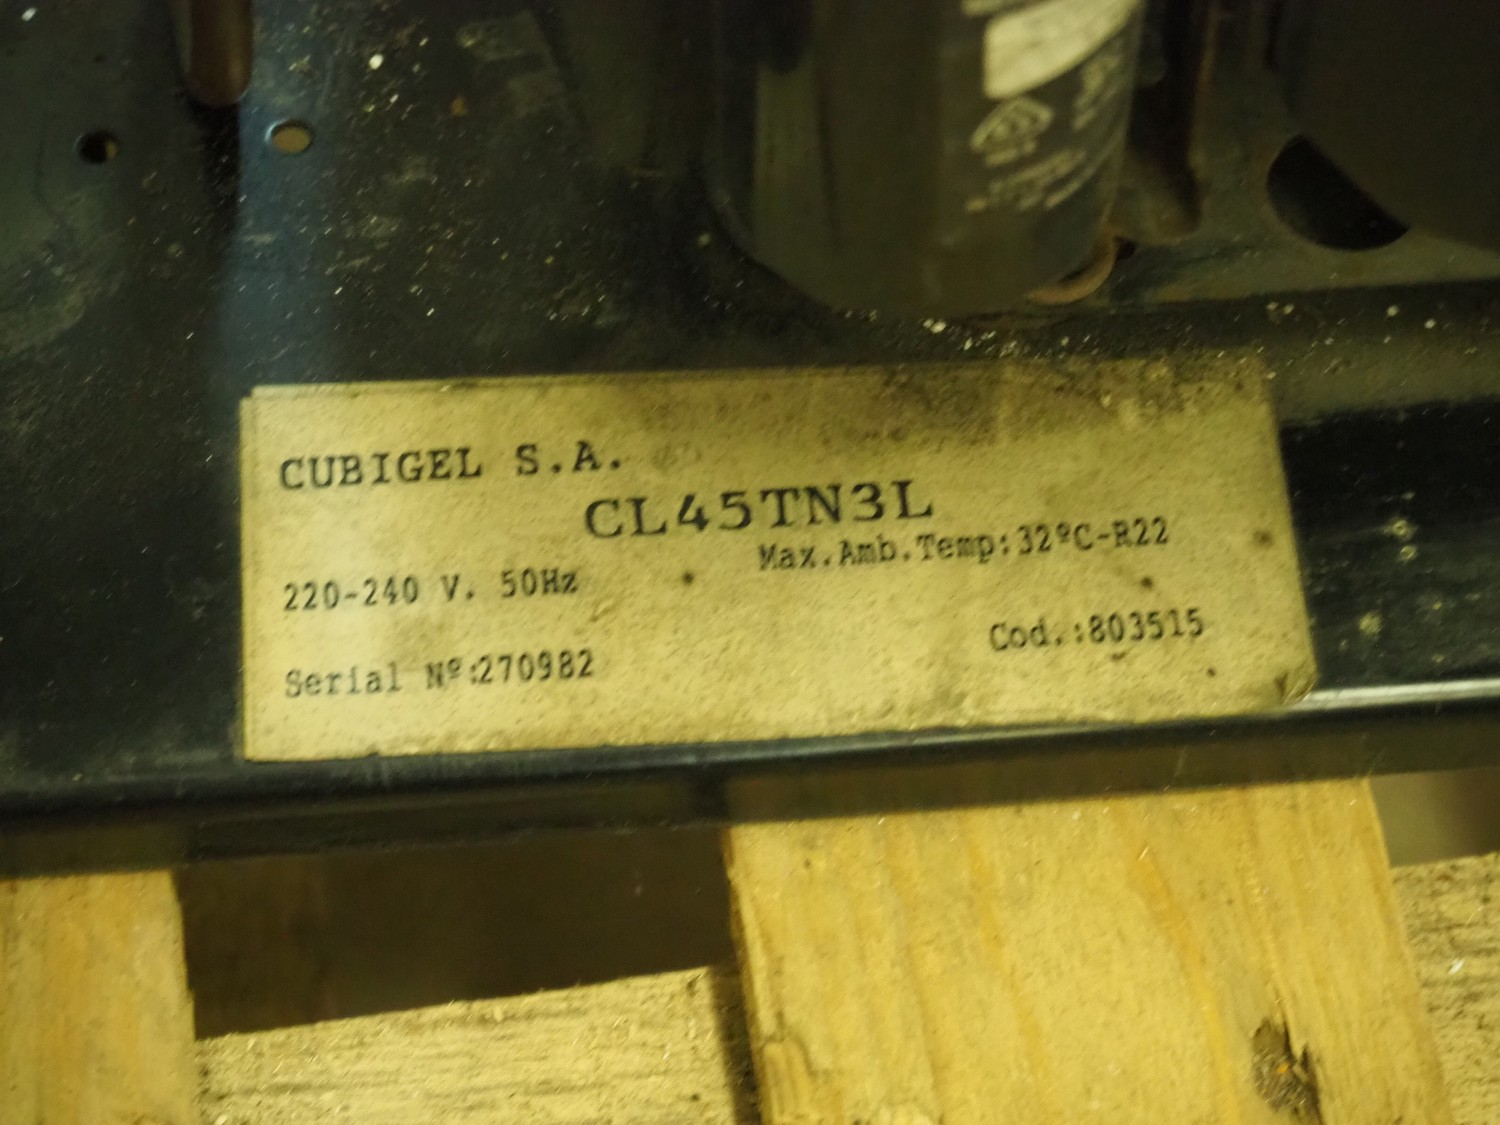 CUBIGEL S.A.
CL45TN3L
Max.Amb.Temp:32ºC-R22
220-240 V. 50Hz
Cod.:803515
Serial Nº:270982